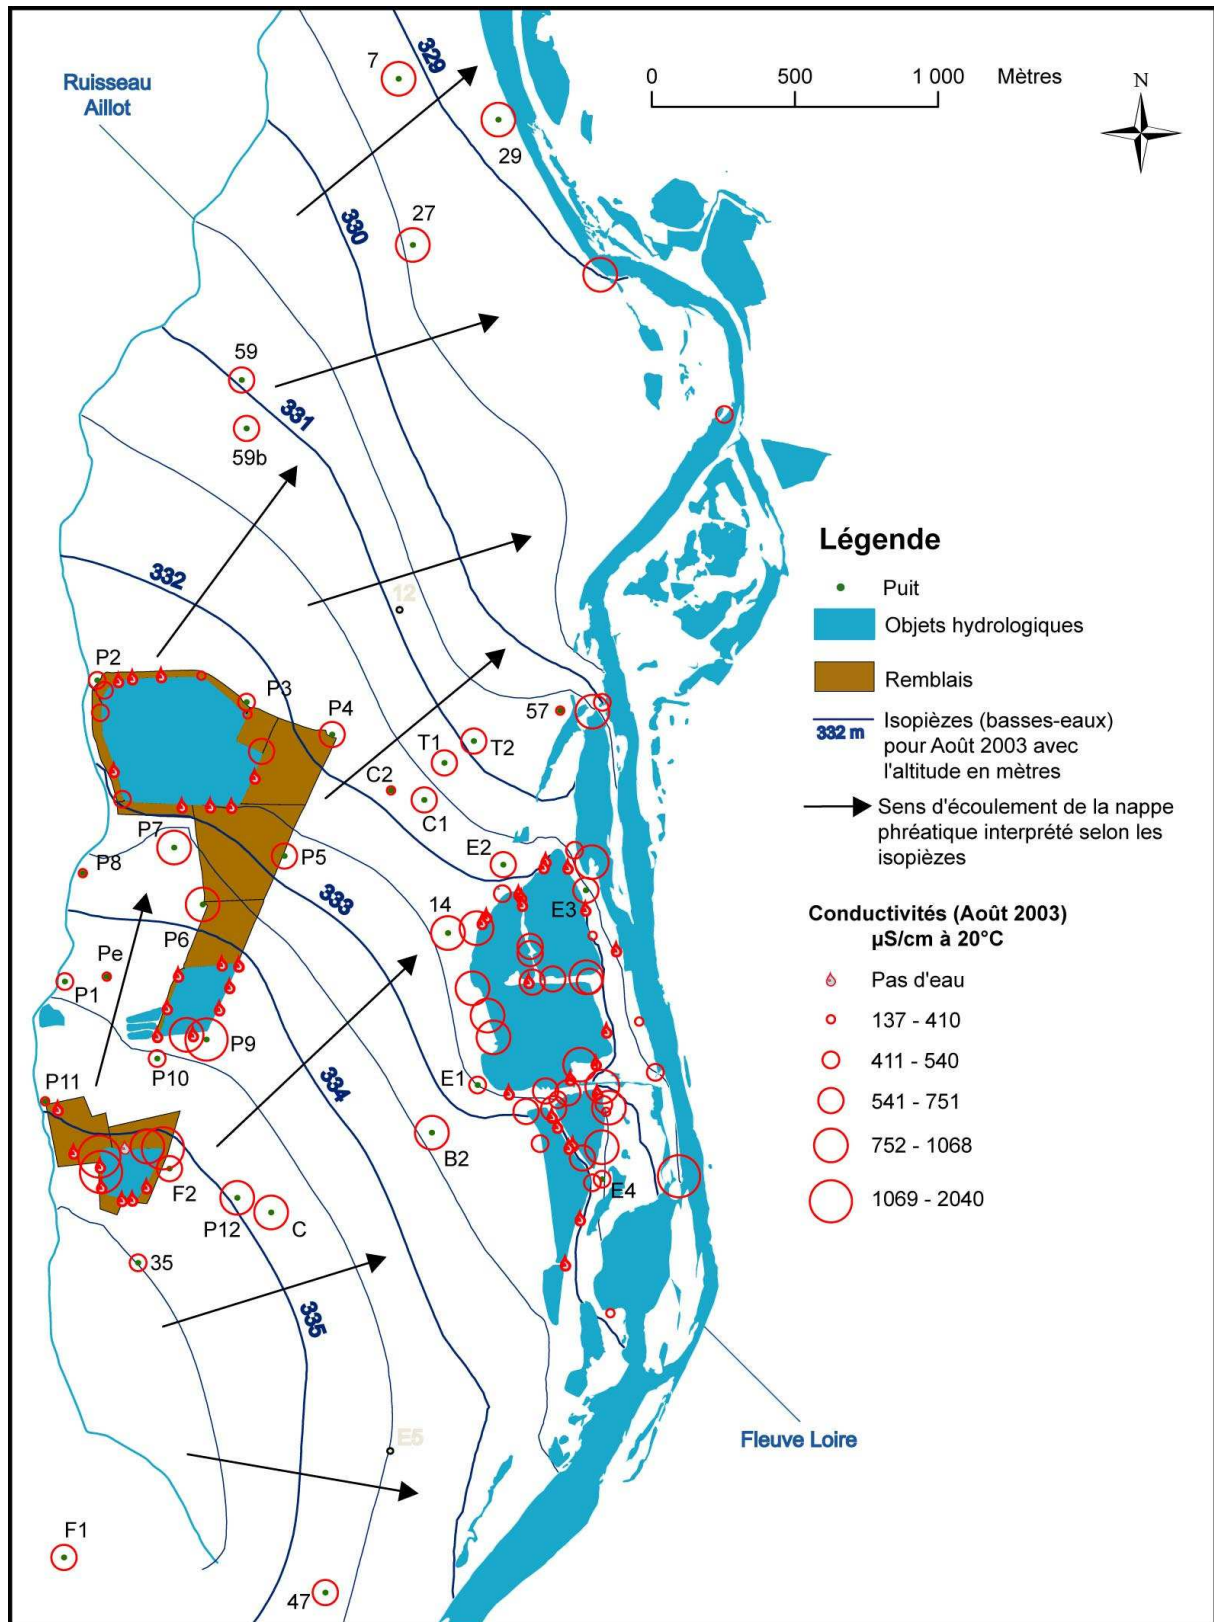 Ruisseau
Aillot
7
329
0 500 1 000 Mètres
N
29
330
27
59
331
59b
332
12
Légende
Puit
Objets hydrologiques
Remblais
Isopièzes (basses-eaux)
332 m
pour Août 2003 avec
l'altitude en mètres
Sens d'écoulement de la nappe
phréatique interprété selon les
isopièzes
Conductivités (Août 2003)
µS/cm à 20°C
Pas d'eau
137 - 410
411 - 540
541 - 751
752 - 1068
1069 - 2040
P2
P3
P4
57
T1
T2
C2
C1
P7
P8
P5
E2
333
14
E3
P6
Pe
P1
P9
P10
E1
P11
334
B2
F2
E4
P12
C
35
335
E5
Fleuve Loire
F1
47